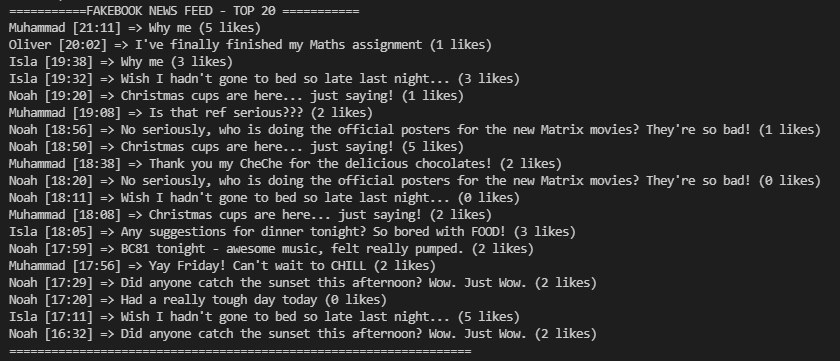 ===========FAKEBOOK NEWS FEED - TOP 20 ===========
Muhammad [21:11] => Why me (5 likes)
Oliver [20:02] => I've finally finished my Maths assignment (1 likes)
Isla [19:38] => Why me (3 likes)
Isla [19:32] => Wish I hadn't gone to bed so late last night... (3 likes)
Noah [19:20] => Christmas cups are here... just saying! (1 likes)
Muhammad [19:08] => Is that ref serious??? (2 likes)
Noah [18:56] => No seriously, who is doing the official posters for the new Matrix movies? They're so bad! (1 likes)
Noah [18:50] => Christmas cups are here... just saying! (5 likes)
Muhammad [18:38] => Thank you my CheChe for the delicious chocolates! (2 likes)
Noah [18:20] => No seriously, who is doing the official posters for the new Matrix movies? They're so bad! (0 likes)
Noah [18:11] => Wish I hadn't gone to bed so late last night... (0 likes)
Muhammad [18:08] => Christmas cups are here... just saying! (2 likes)
Isla [18:05] => Any suggestions for dinner tonight? So bored with FOOD! (3 likes)
Noah [17:59] => BC81 tonight - awesome music, felt really pumped. (2 likes)
Muhammad [17:56] => Yay Friday! Can't wait to CHILL (2 likes)
Noah [17:29] => Did anyone catch the sunset this afternoon? Wow. Just Wow. (2 likes)
Noah [17:20] => Had a really tough day today (0 likes)
Isla [17:11] => Wish I hadn't gone to bed so late last night... (5 likes)
Noah [16:32] => Did anyone catch the sunset this afternoon? Wow. Just Wow. (2 likes)
==================================================================